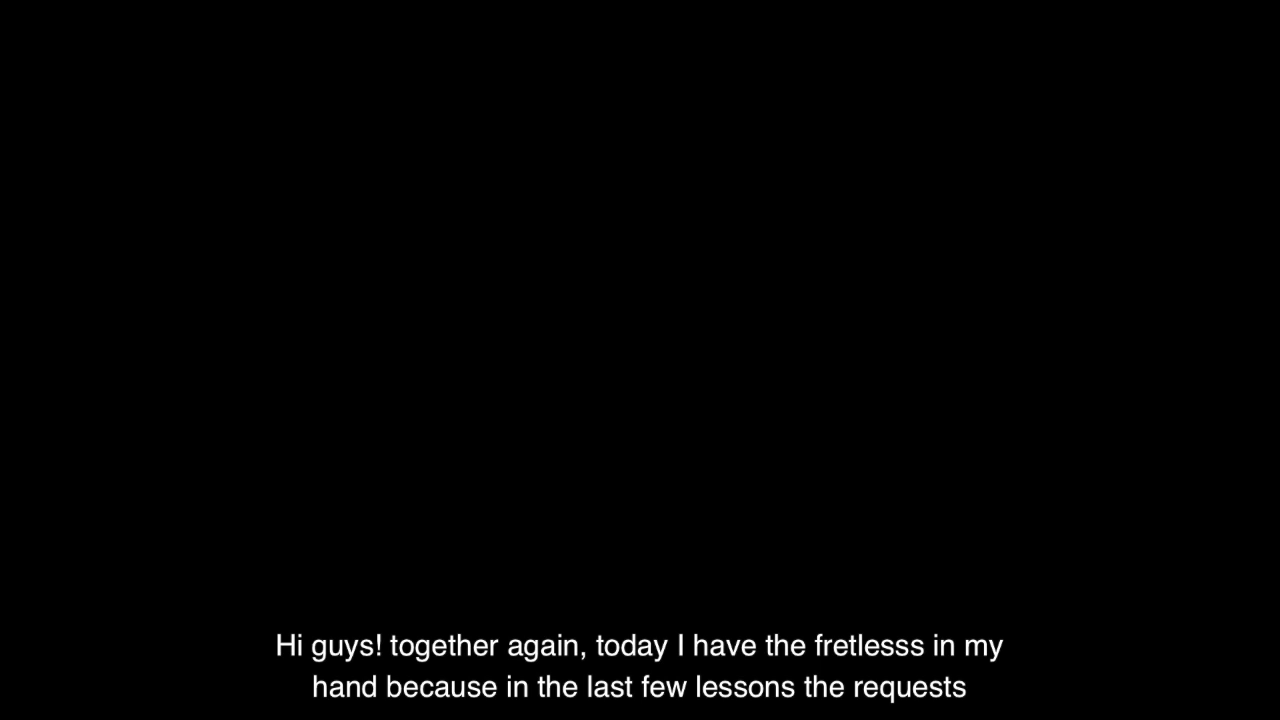 Hi guys! together again, today I have the fretlesss in my
hand because in the last few lessons the requests